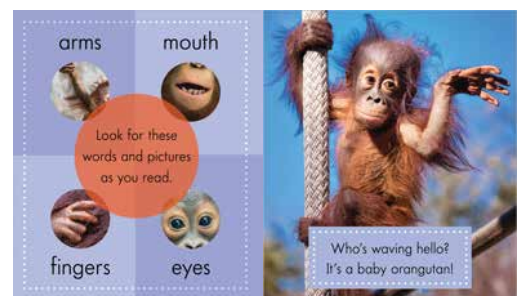 arms
mouth
Look for these
words and pictures
as you read.
fingers
eyes
Who's waving hello?
It's a baby orangutan!